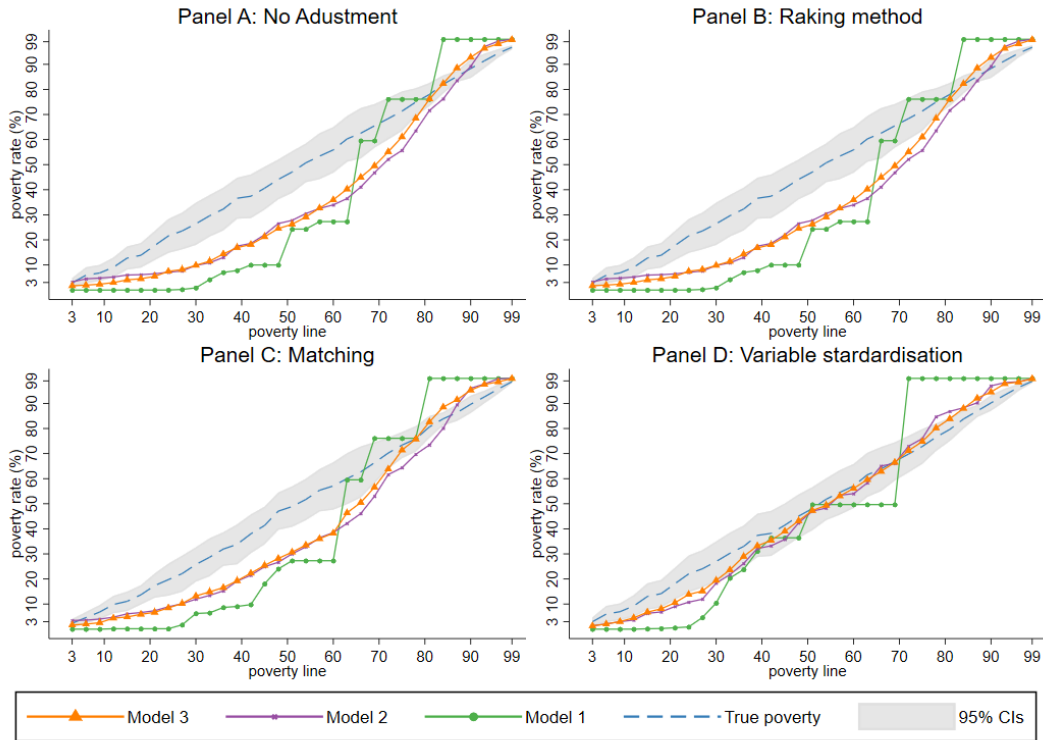 Panel A: No Adustment
Panel B: Raking method
poverty rate (%)
99
90
80
70
60
50
40
30
20
10
3
3 10 20 30 40 50 60 70 80 90 99
poverty line
poverty rate (%)
99
90
80
70
60
50
40
30
20
10
3
3 10 20 30 40 50 60 70 80 90 99
poverty line
Panel C: Matching
Panel D: Variable stardardisation
poverty rate (%)
99
90
80
70
60
50
40
30
20
10
3
3 10 20 30 40 50 60 70 80 90 99
poverty line
poverty rate (%)
99
90
80
70
60
50
40
30
20
10
3
3 10 20 30 40 50 60 70 80 90 99
poverty line
Model 3 Model 2 Model 1 True poverty 95% CIs